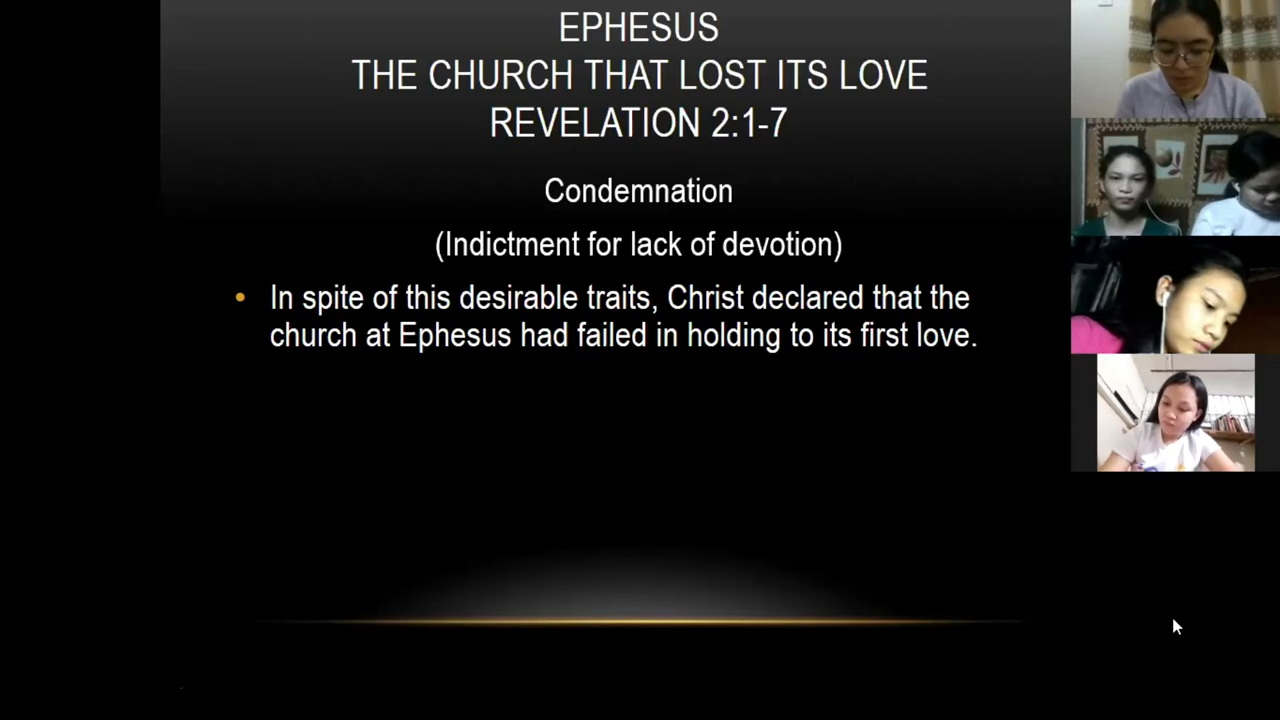 EPHESUS
THE CHURCH THAT LOST ITS LOVE
REVELATION 2:1-7
Condemnation
(Indictment for lack of devotion)
• In spite of this desirable traits, Christ declared that the
church at Ephesus had failed in holding to its first love.